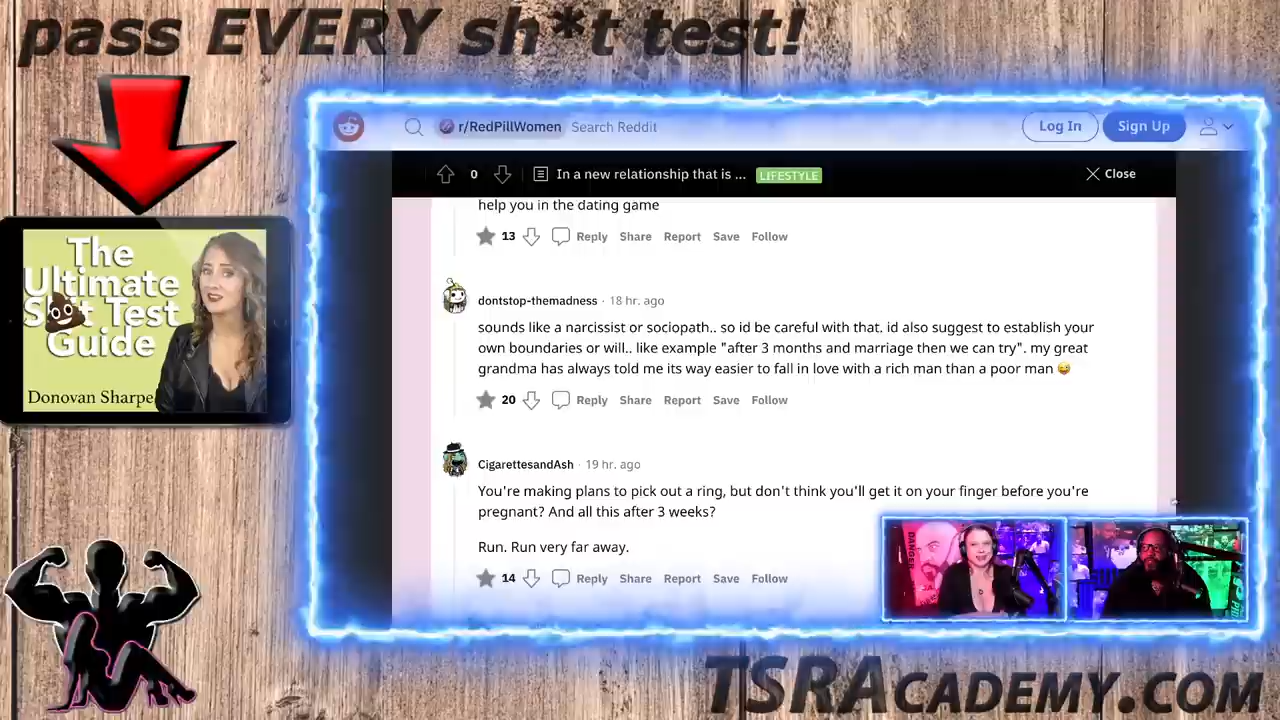 pass EVERY sh*t test!
r/RedPillWomen Search Reddit
Log In
Sign Up
0
In a new relationship that is ...
LIFESTYLE
Close
help you in the dating game
13 Reply Share Report Save Follow
dontstop-themadness · 18 hr. ago
sounds like a narcissist or sociopath.. so id be careful with that. id also suggest to establish your
own boundaries or will.. like example "after 3 months and marriage then we can try". my great
grandma has always told me its way easier to fall in love with a rich man than a poor man 😜
20 Reply Share Report Save Follow
CigarettesandAsh · 19 hr. ago
You're making plans to pick out a ring, but don't think you'll get it on your finger before you're
pregnant? And all this after 3 weeks?
Run. Run very far away.
14 Reply Share Report Save Follow
The
Ultimate
S💩t Test
Guide
Donovan Sharpe
DANGER
TSRACADEMY.COM